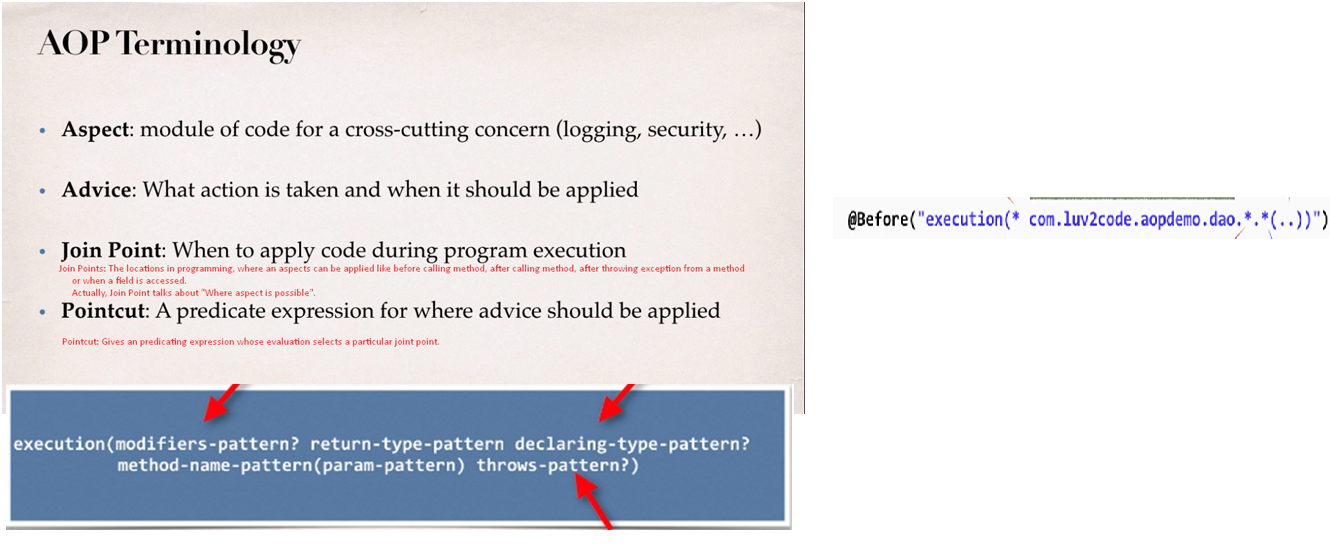 AOP Terminology
• Aspect: module of code for a cross-cutting concern (logging, security, …)
• Advice: What action is taken and when it should be applied
• Join Point: When to apply code during program execution
Join Points: The locations in programming, where an aspects can be applied like before calling method, after calling method, after throwing exception from a method
or when a field is accessed.
Actually, Join Point talks about "Where aspect is possible".
• Pointcut: A predicate expression for where advice should be applied
Pointcut: Gives an predicating expression whose evaluation selects a particular joint point.
execution(modifiers-pattern? return-type-pattern declaring-type-pattern?
method-name-pattern(param-pattern) throws-pattern?)
@Before("execution(* com.luv2code.aopdemo.dao.*.*(..))")